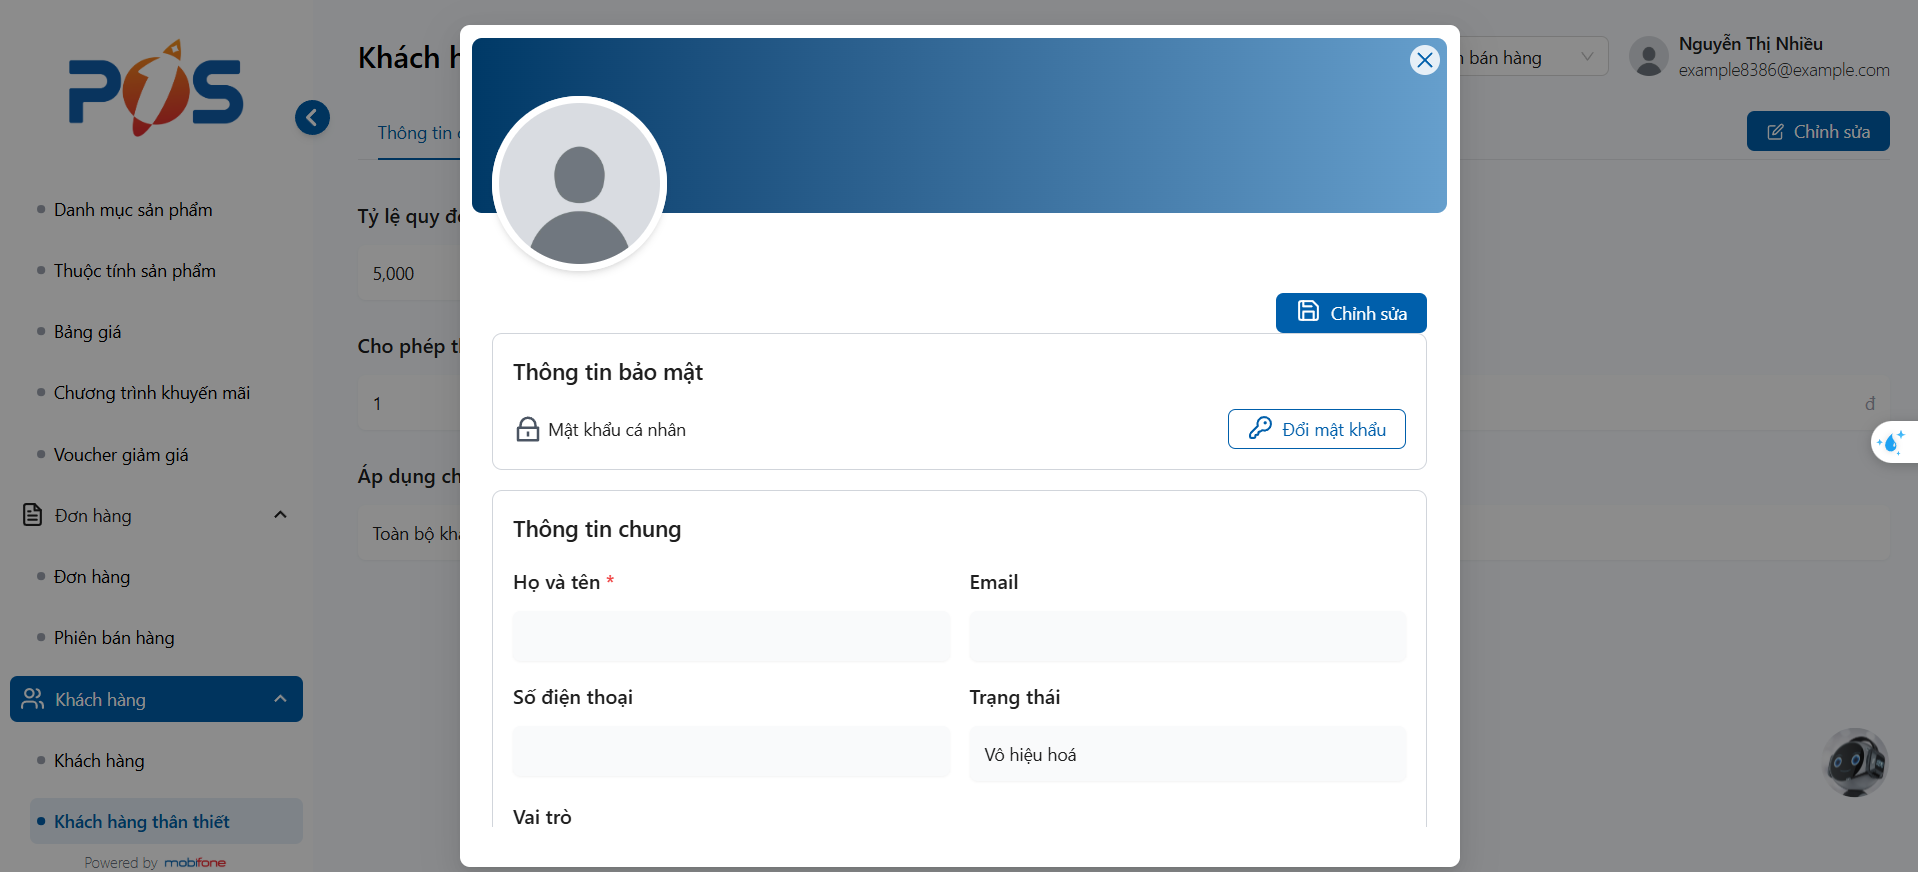 POS
Danh mục sản phẩm
Thuộc tính sản phẩm
Bảng giá
Chương trình khuyến mãi
Voucher giảm giá
Đơn hàng
Đơn hàng
Phiên bán hàng
Khách hàng
Khách hàng
Khách hàng thân thiết
Powered by mobifone
Khách h
bán hàng
Nguyễn Thị Nhiều
example8386@example.com
Thông tin
Chỉnh sửa
Tỷ lệ quy đ
5,000
Cho phép t
1
đ
Áp dụng ch
Toàn bộ kh
Chỉnh sửa
Thông tin bảo mật
Mật khẩu cá nhân
Đổi mật khẩu
Thông tin chung
Họ và tên *
Email
Số điện thoại
Trạng thái
Vô hiệu hoá
Vai trò